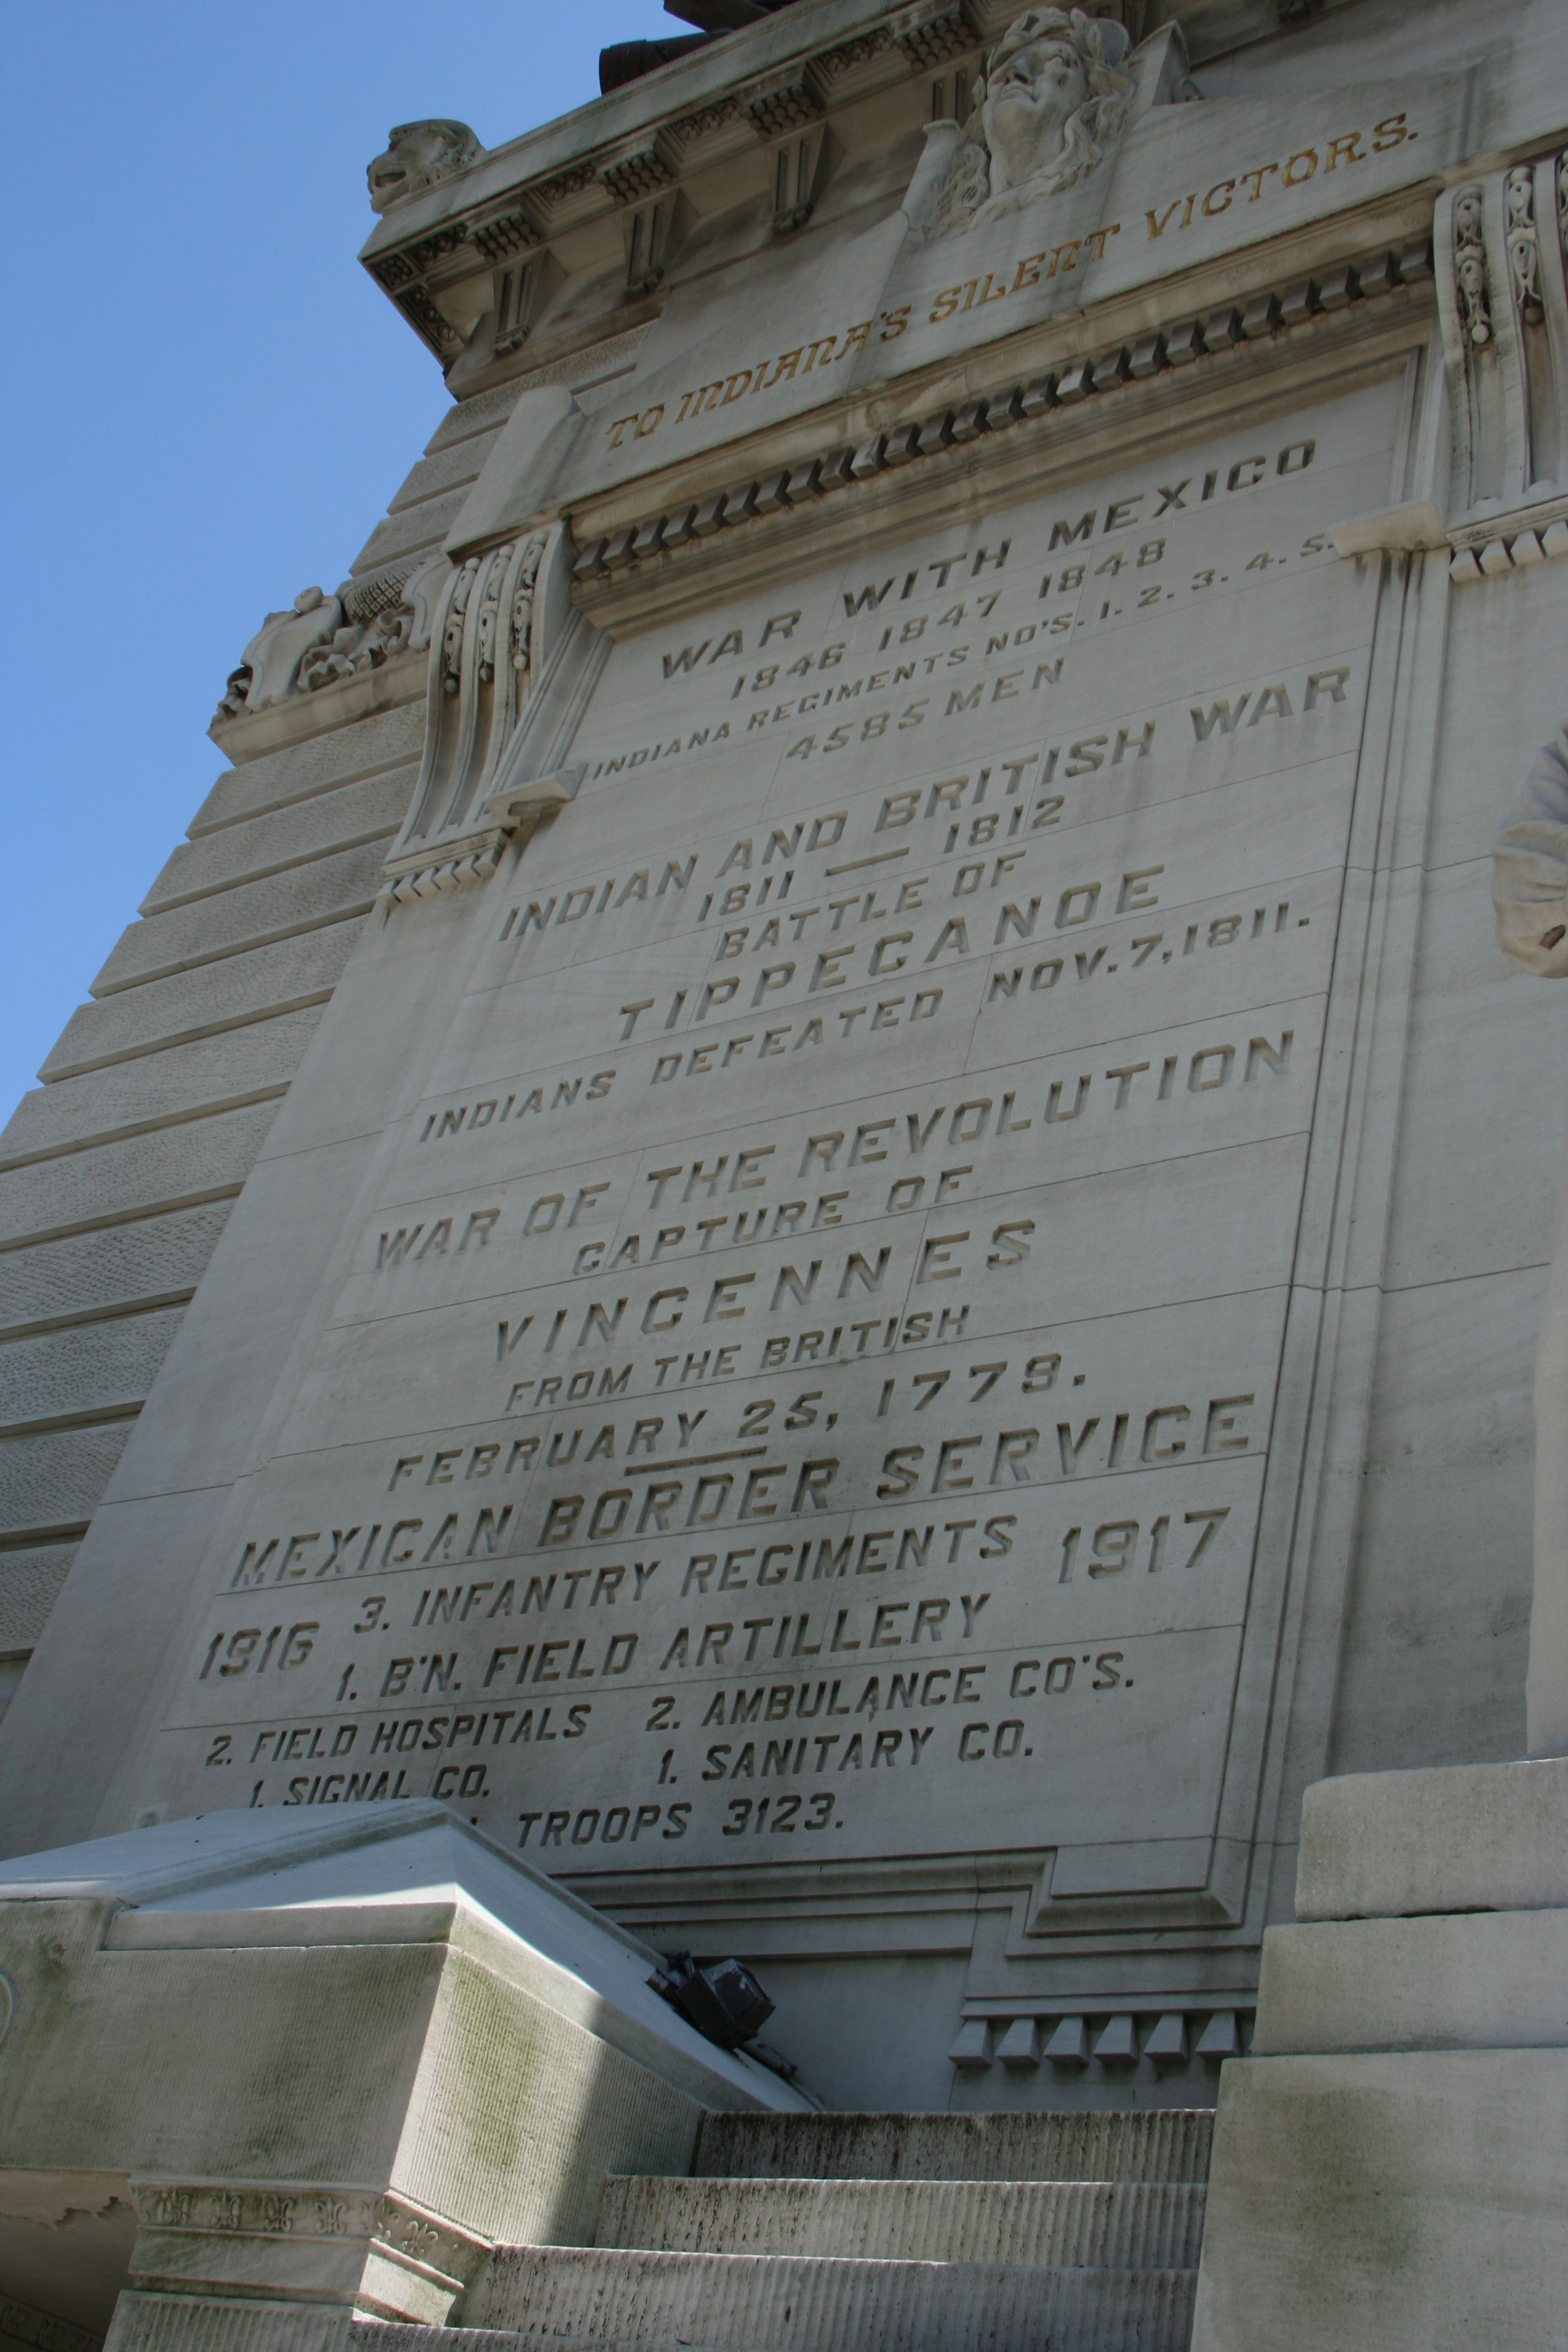 TO INDIANA'S SILENT VICTORS.
WAR WITH MEXICO
1846 1847 1848
INDIANA REGIMENTS NO'S. 1. 2. 3. 4. 5.
4585 MEN
INDIAN AND BRITISH WAR
1811 — 1812
BATTLE OF
TIPPECANOE
INDIANS DEFEATED NOV. 7, 1811.
WAR OF THE REVOLUTION
CAPTURE OF
VINCENNES
FROM THE BRITISH
FEBRUARY 25, 1779.
MEXICAN BORDER SERVICE
1916 3. INFANTRY REGIMENTS 1917
1. B'N. FIELD ARTILLERY
2. FIELD HOSPITALS 2. AMBULANCE CO'S.
1. SIGNAL CO. 1. SANITARY CO.
TROOPS 3123.